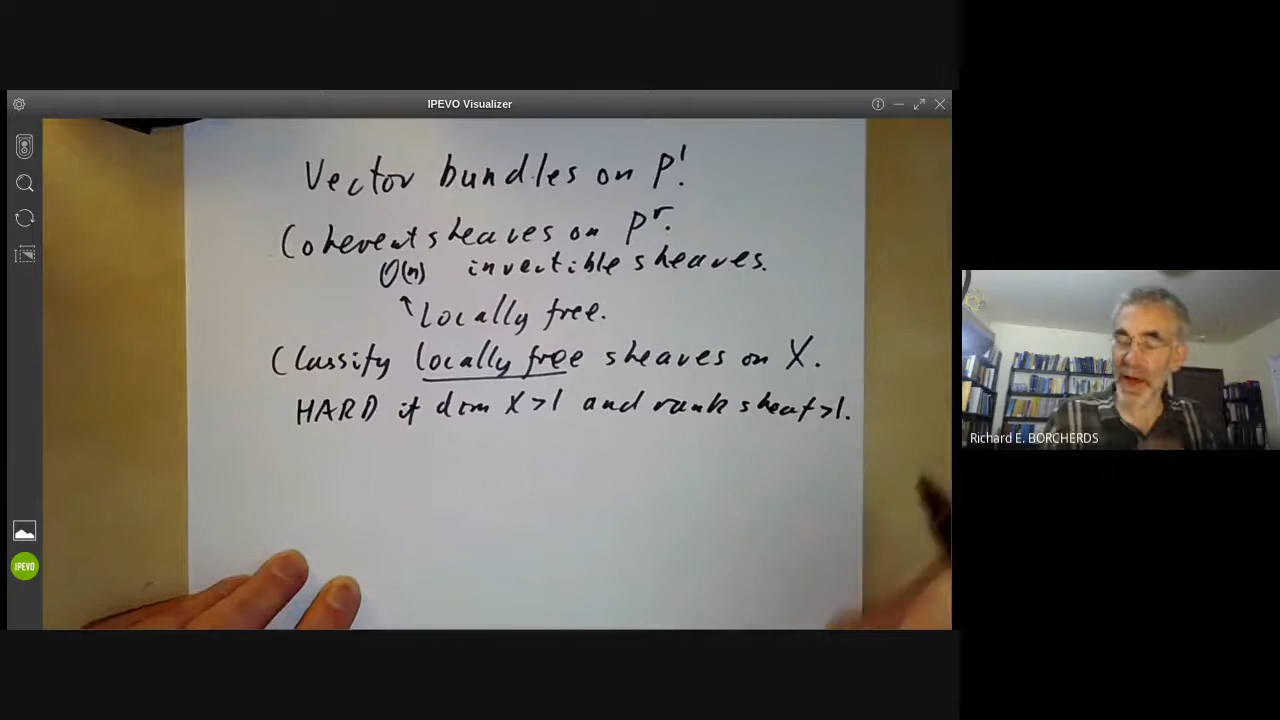 IPEVO Visualizer
Vector bundles on P¹.
Coherent sheaves on Pʳ.
O(n) invertible sheaves.
↑ Locally free.
Classify locally free sheaves on X.
HARD if dim X>1 and rank sheaf >1.
Richard E. BORCHERDS
IPEVO